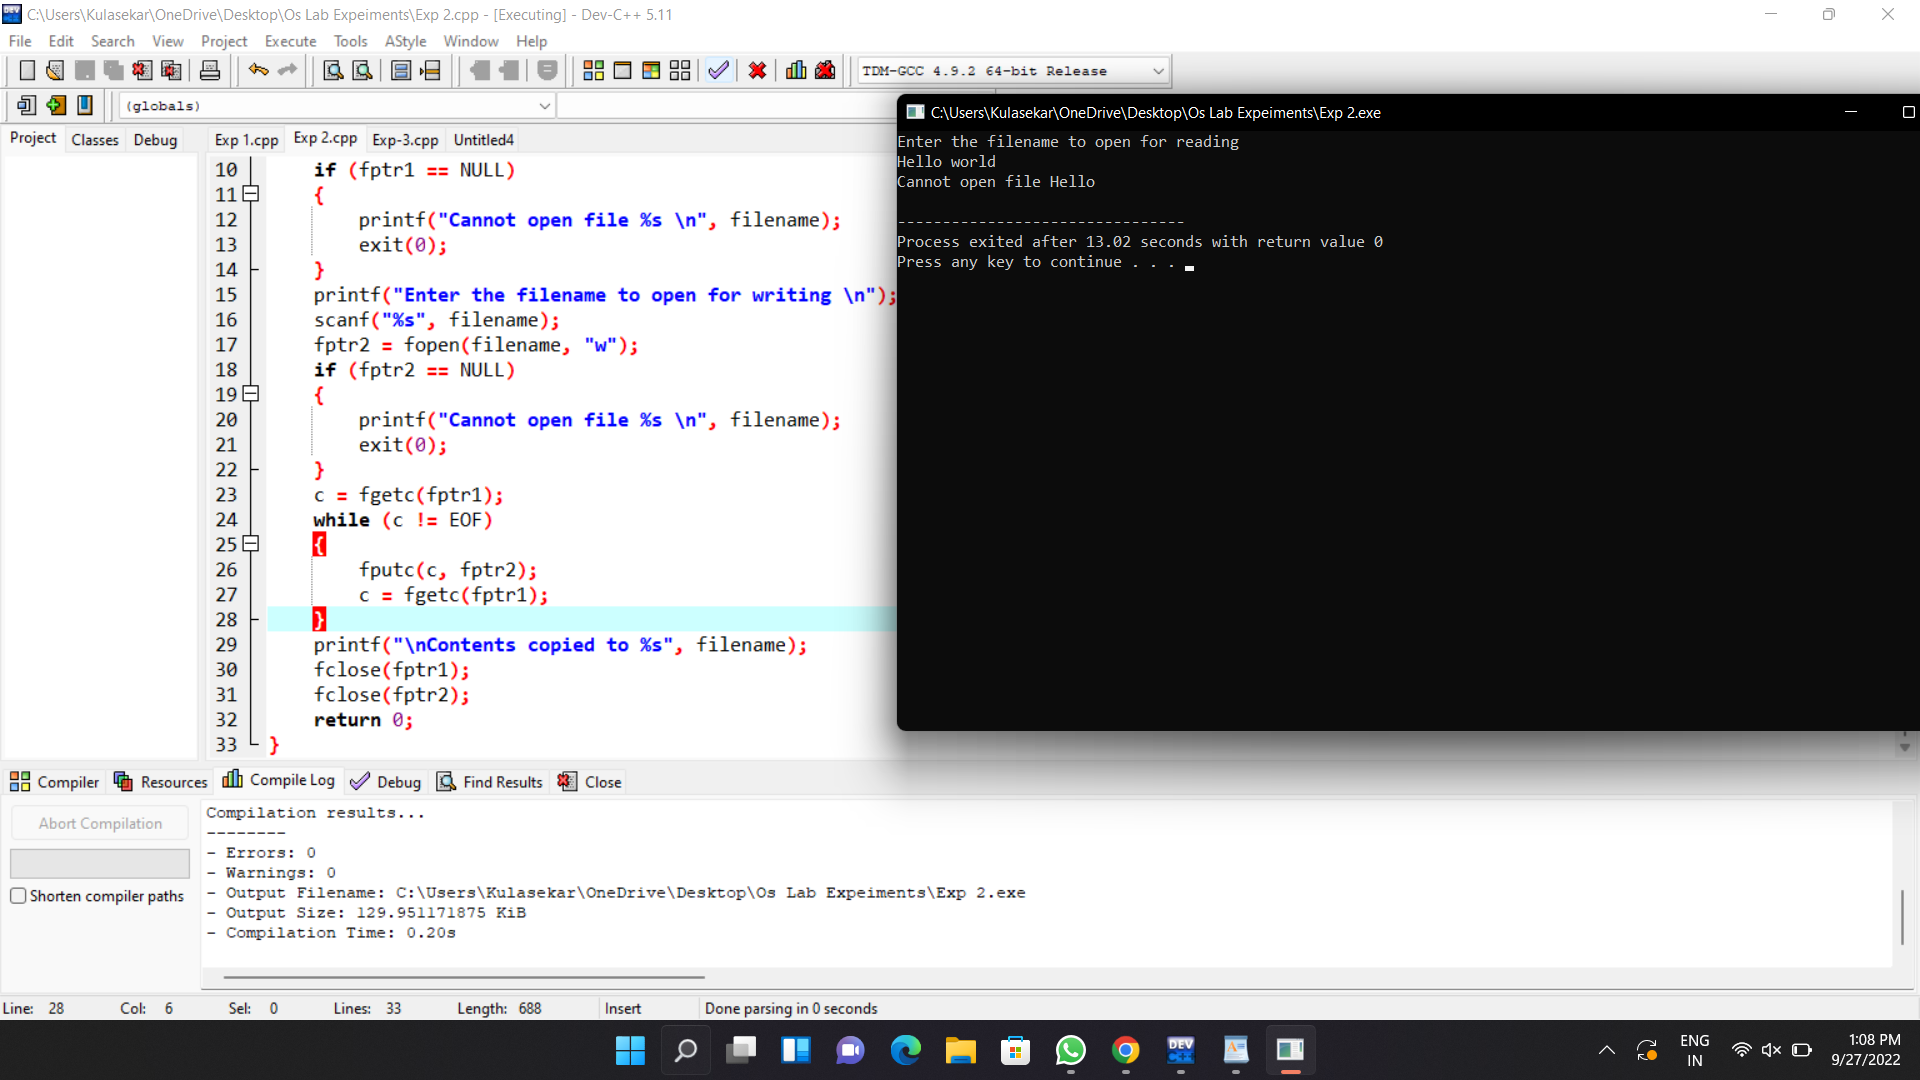 C:\Users\Kulasekar\OneDrive\Desktop\Os Lab Expeiments\Exp 2.cpp - [Executing] - Dev-C++ 5.11
File Edit Search View Project Execute Tools AStyle Window Help
TDM-GCC 4.9.2 64-bit Release
(globals)
Project Classes Debug
Exp 1.cpp Exp 2.cpp Exp-3.cpp Untitled4
10 if (fptr1 == NULL)
11 {
12 printf("Cannot open file %s \n", filename);
13 exit(0);
14 }
15 printf("Enter the filename to open for writing \n");
16 scanf("%s", filename);
17 fptr2 = fopen(filename, "w");
18 if (fptr2 == NULL)
19 {
20 printf("Cannot open file %s \n", filename);
21 exit(0);
22 }
23 c = fgetc(fptr1);
24 while (c != EOF)
25 {
26 fputc(c, fptr2);
27 c = fgetc(fptr1);
28 }
29 printf("\nContents copied to %s", filename);
30 fclose(fptr1);
31 fclose(fptr2);
32 return 0;
33 }
C:\Users\Kulasekar\OneDrive\Desktop\Os Lab Expeiments\Exp 2.exe
Enter the filename to open for reading
Hello world
Cannot open file Hello
--------------------------------
Process exited after 13.02 seconds with return value 0
Press any key to continue . . .
Compiler Resources Compile Log Debug Find Results Close
Abort Compilation
Shorten compiler paths
Compilation results...
--------
- Errors: 0
- Warnings: 0
- Output Filename: C:\Users\Kulasekar\OneDrive\Desktop\Os Lab Expeiments\Exp 2.exe
- Output Size: 129.951171875 KiB
- Compilation Time: 0.20s
Line: 28 Col: 6 Sel: 0 Lines: 33 Length: 688 Insert Done parsing in 0 seconds
DEV
ENG
IN
1:08 PM
9/27/2022